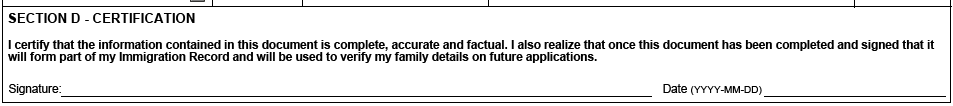 SECTION D - CERTIFICATION
I certify that the information contained in this document is complete, accurate and factual. I also realize that once this document has been completed and signed that it
will form part of my Immigration Record and will be used to verify my family details on future applications.
Signature: Date (YYYY-MM-DD)